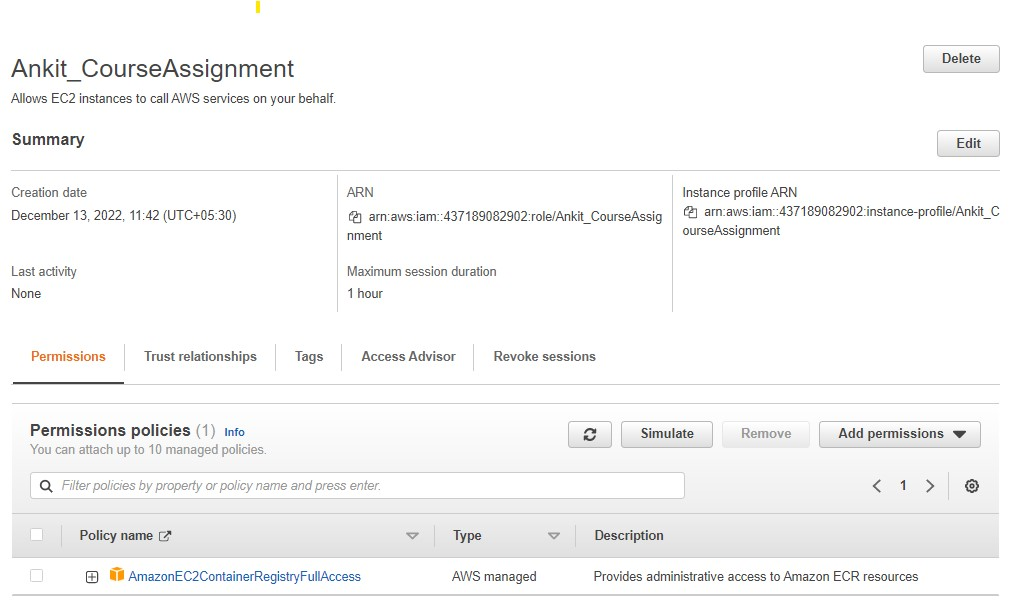 Ankit_CourseAssignment
Delete
Allows EC2 instances to call AWS services on your behalf.
Summary
Edit
Creation date
December 13, 2022, 11:42 (UTC+05:30)
ARN
arn:aws:iam::437189082902:role/Ankit_CourseAssig
nment
Instance profile ARN
arn:aws:iam::437189082902:instance-profile/Ankit_C
ourseAssignment
Last activity
None
Maximum session duration
1 hour
Permissions
Trust relationships
Tags
Access Advisor
Revoke sessions
Permissions policies (1) Info
You can attach up to 10 managed policies.
Simulate
Remove
Add permissions
Filter policies by property or policy name and press enter.
1
Policy name
Type
Description
AmazonEC2ContainerRegistryFullAccess
AWS managed
Provides administrative access to Amazon ECR resources